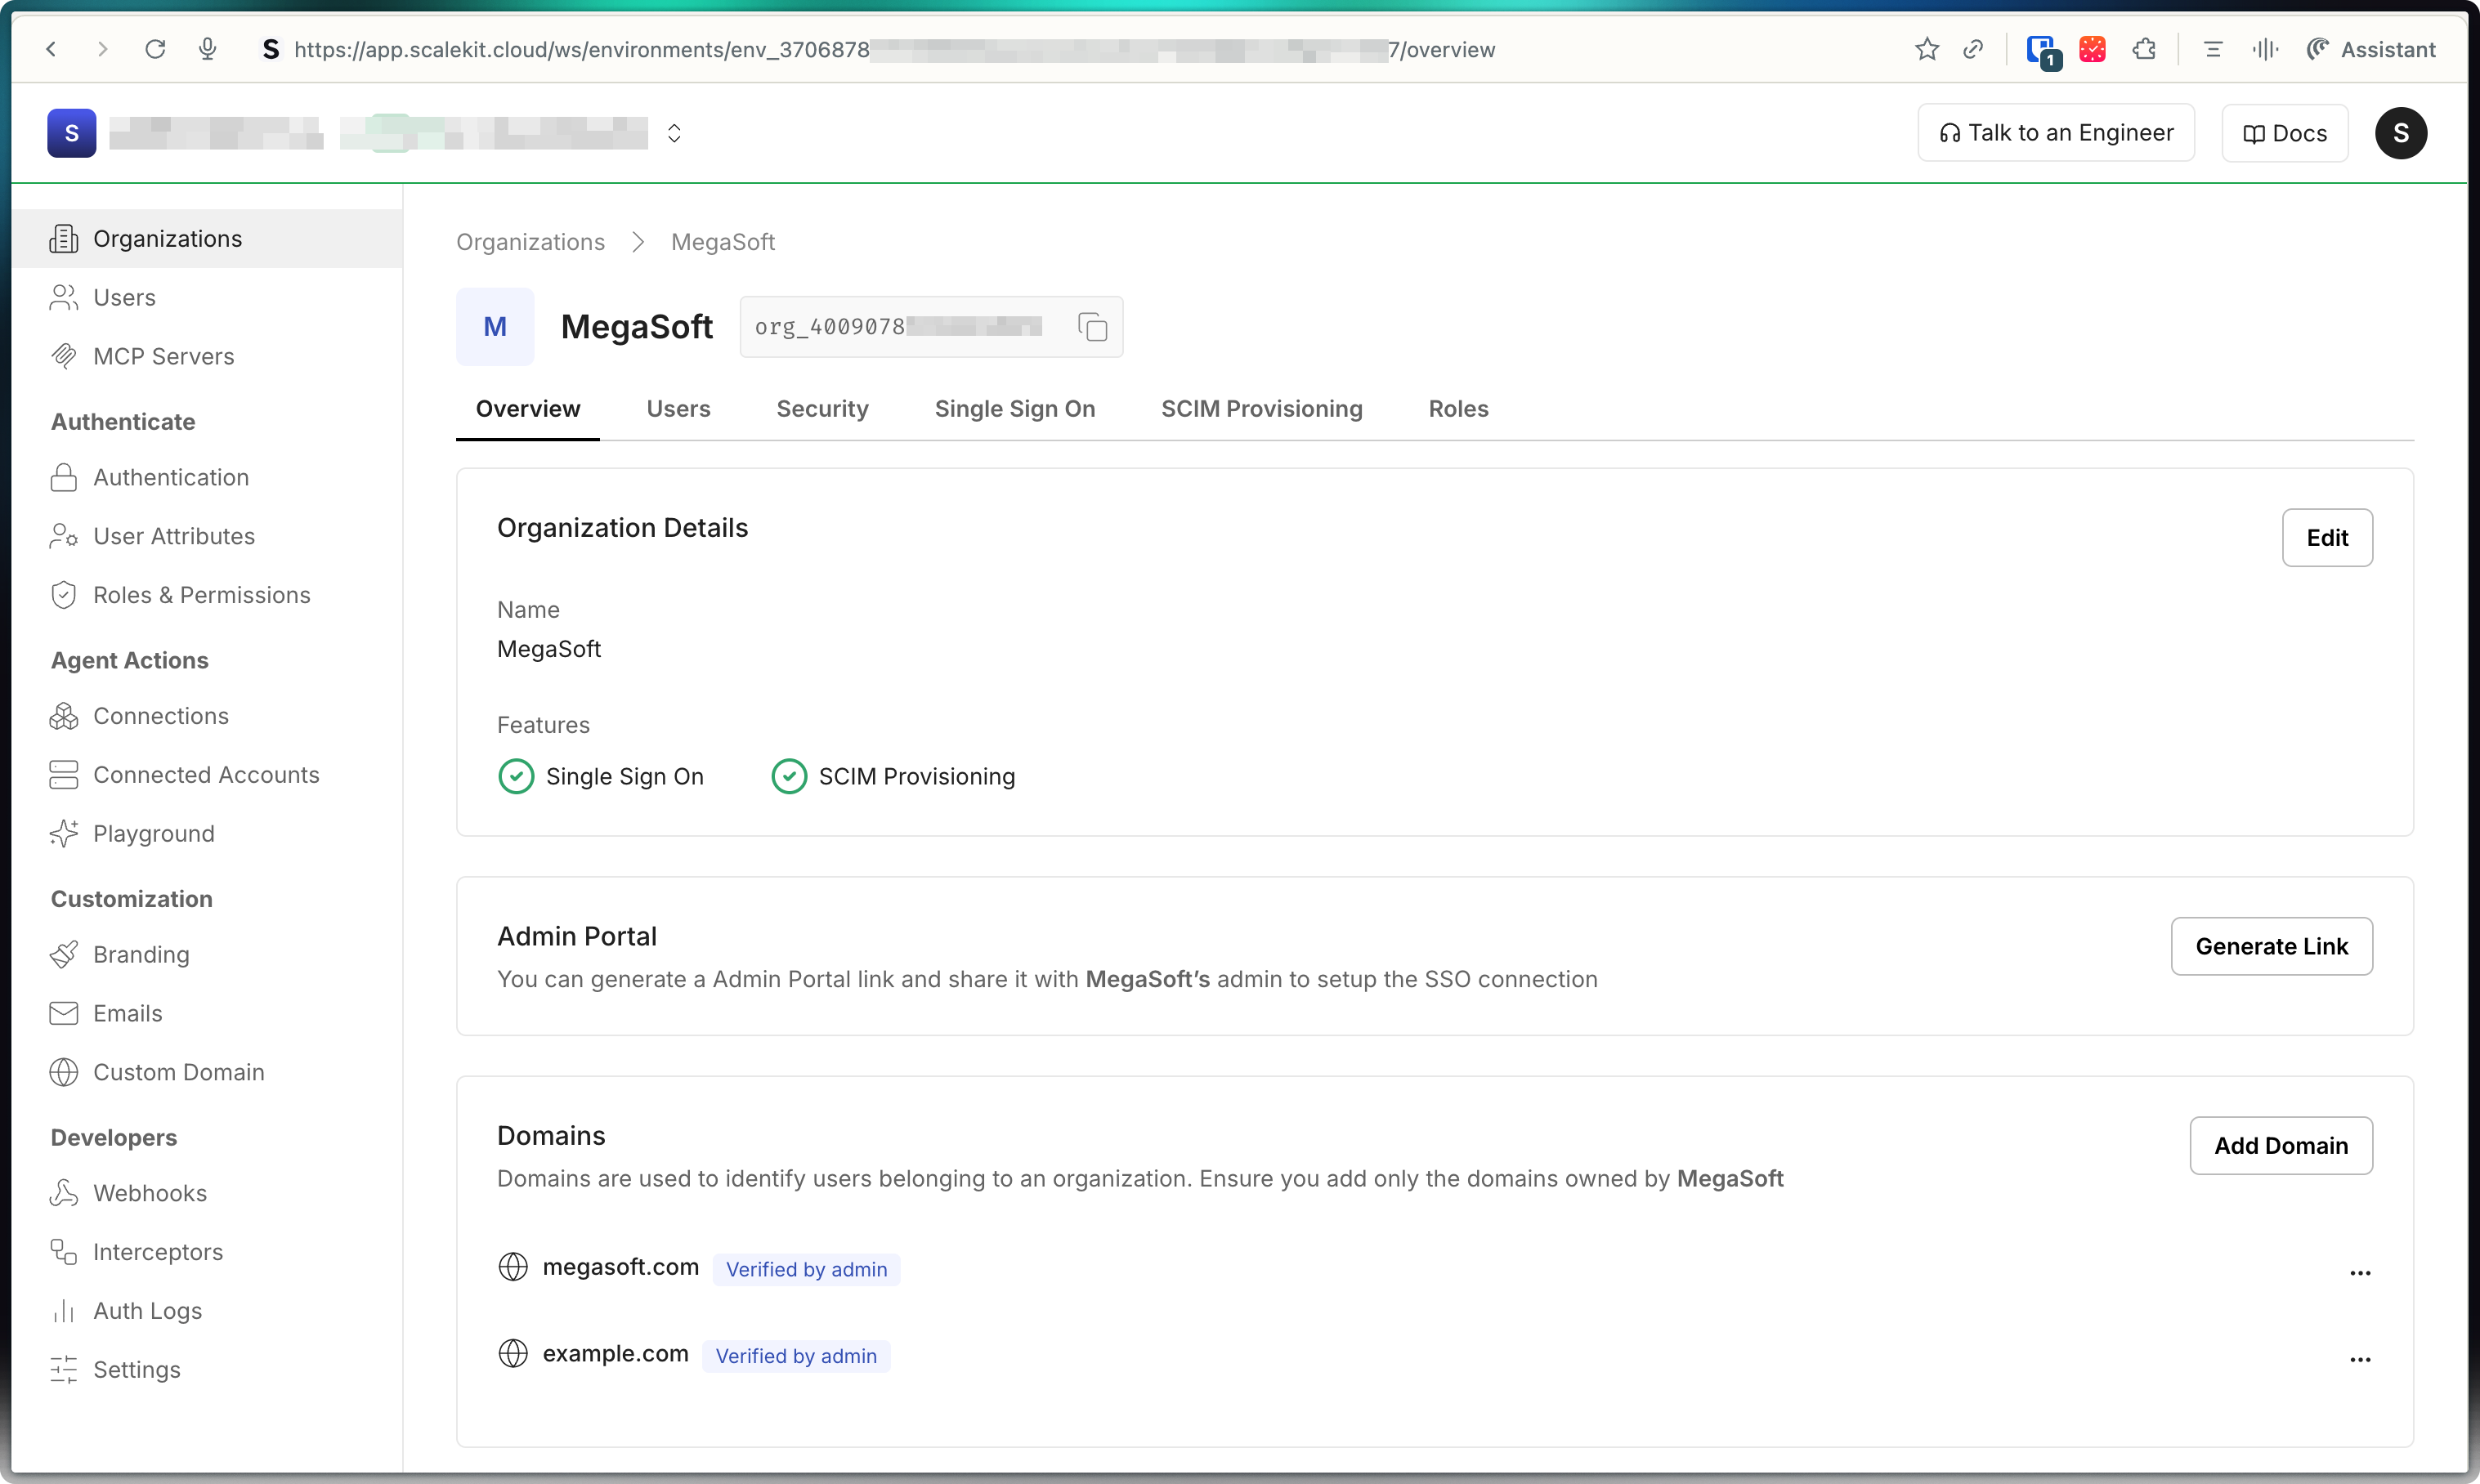 https://app.scalekit.cloud/ws/environments/env_3706878 7/overview
1
Assistant
S
Talk to an Engineer
Docs
S
Organizations
Users
MCP Servers
Authenticate
Authentication
User Attributes
Roles & Permissions
Agent Actions
Connections
Connected Accounts
Playground
Customization
Branding
Emails
Custom Domain
Developers
Webhooks
Interceptors
Auth Logs
Settings
Organizations > MegaSoft
M
MegaSoft
org_4009078
Overview
Users
Security
Single Sign On
SCIM Provisioning
Roles
Organization Details
Edit
Name
MegaSoft
Features
Single Sign On
SCIM Provisioning
Admin Portal
Generate Link
You can generate a Admin Portal link and share it with MegaSoft’s admin to setup the SSO connection
Domains
Add Domain
Domains are used to identify users belonging to an organization. Ensure you add only the domains owned by MegaSoft
megasoft.com Verified by admin
example.com Verified by admin